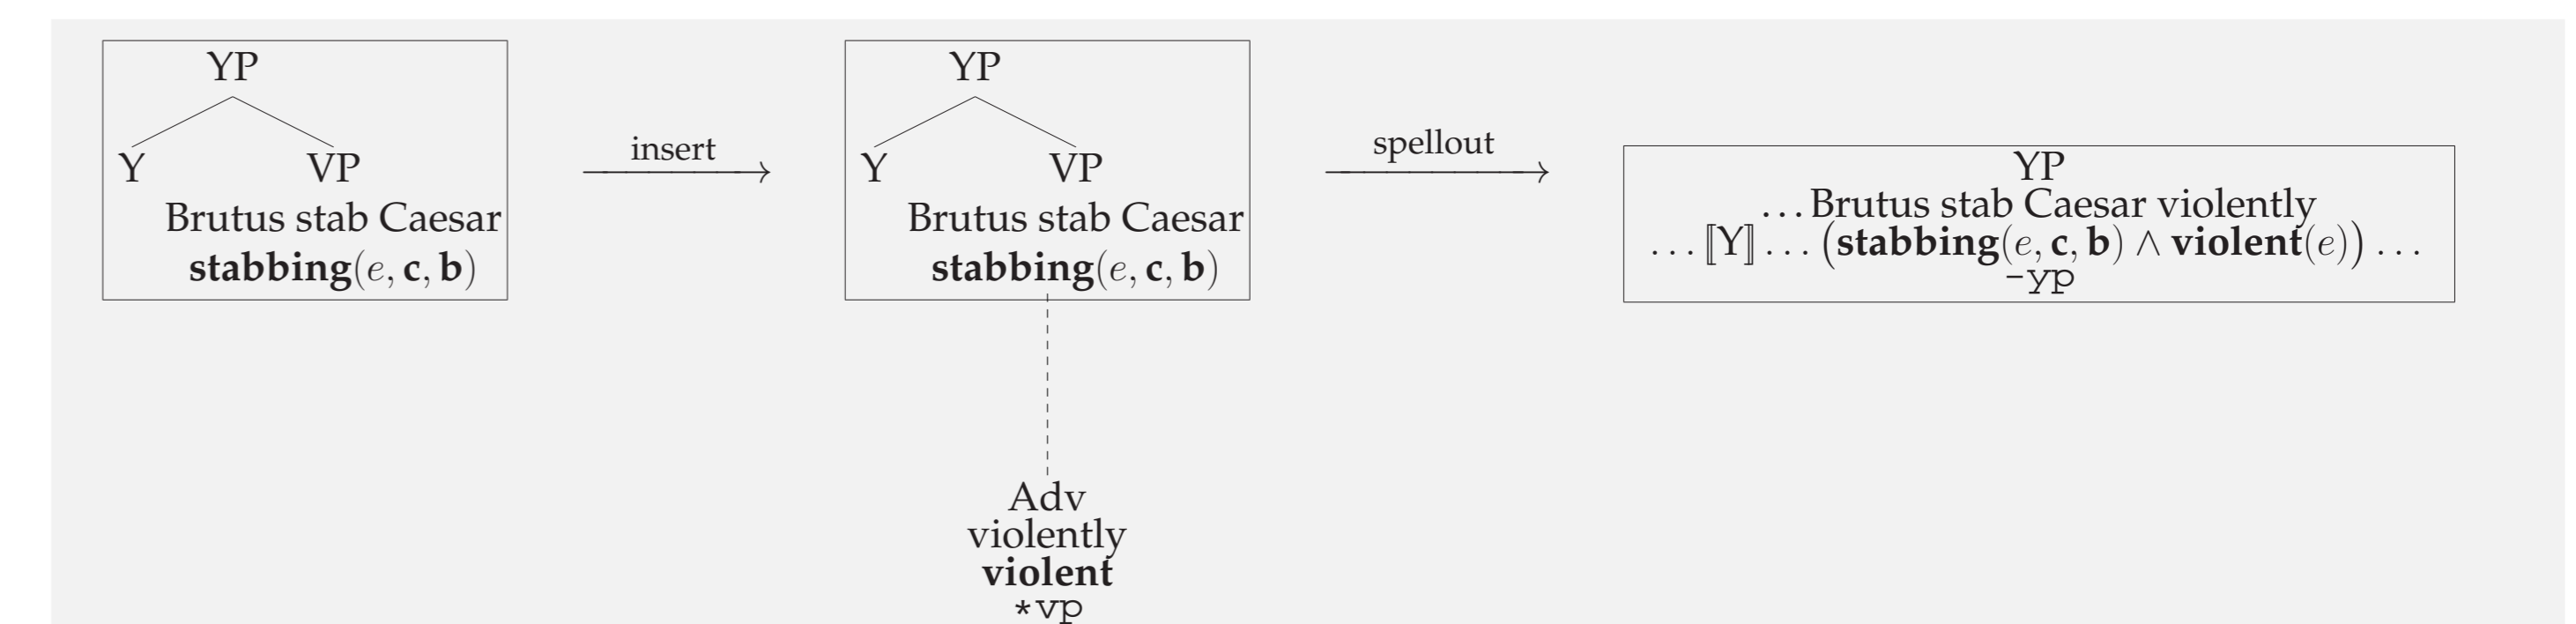 YP
Y VP
Brutus stab Caesar
stabbing(e, c, b)
insert
YP
Y VP
Brutus stab Caesar
stabbing(e, c, b)
Adv
violently
violent
*vp
spellout
YP
…Brutus stab Caesar violently
…⟦Y⟧…(stabbing(e, c, b) ∧ violent(e))…
-yp